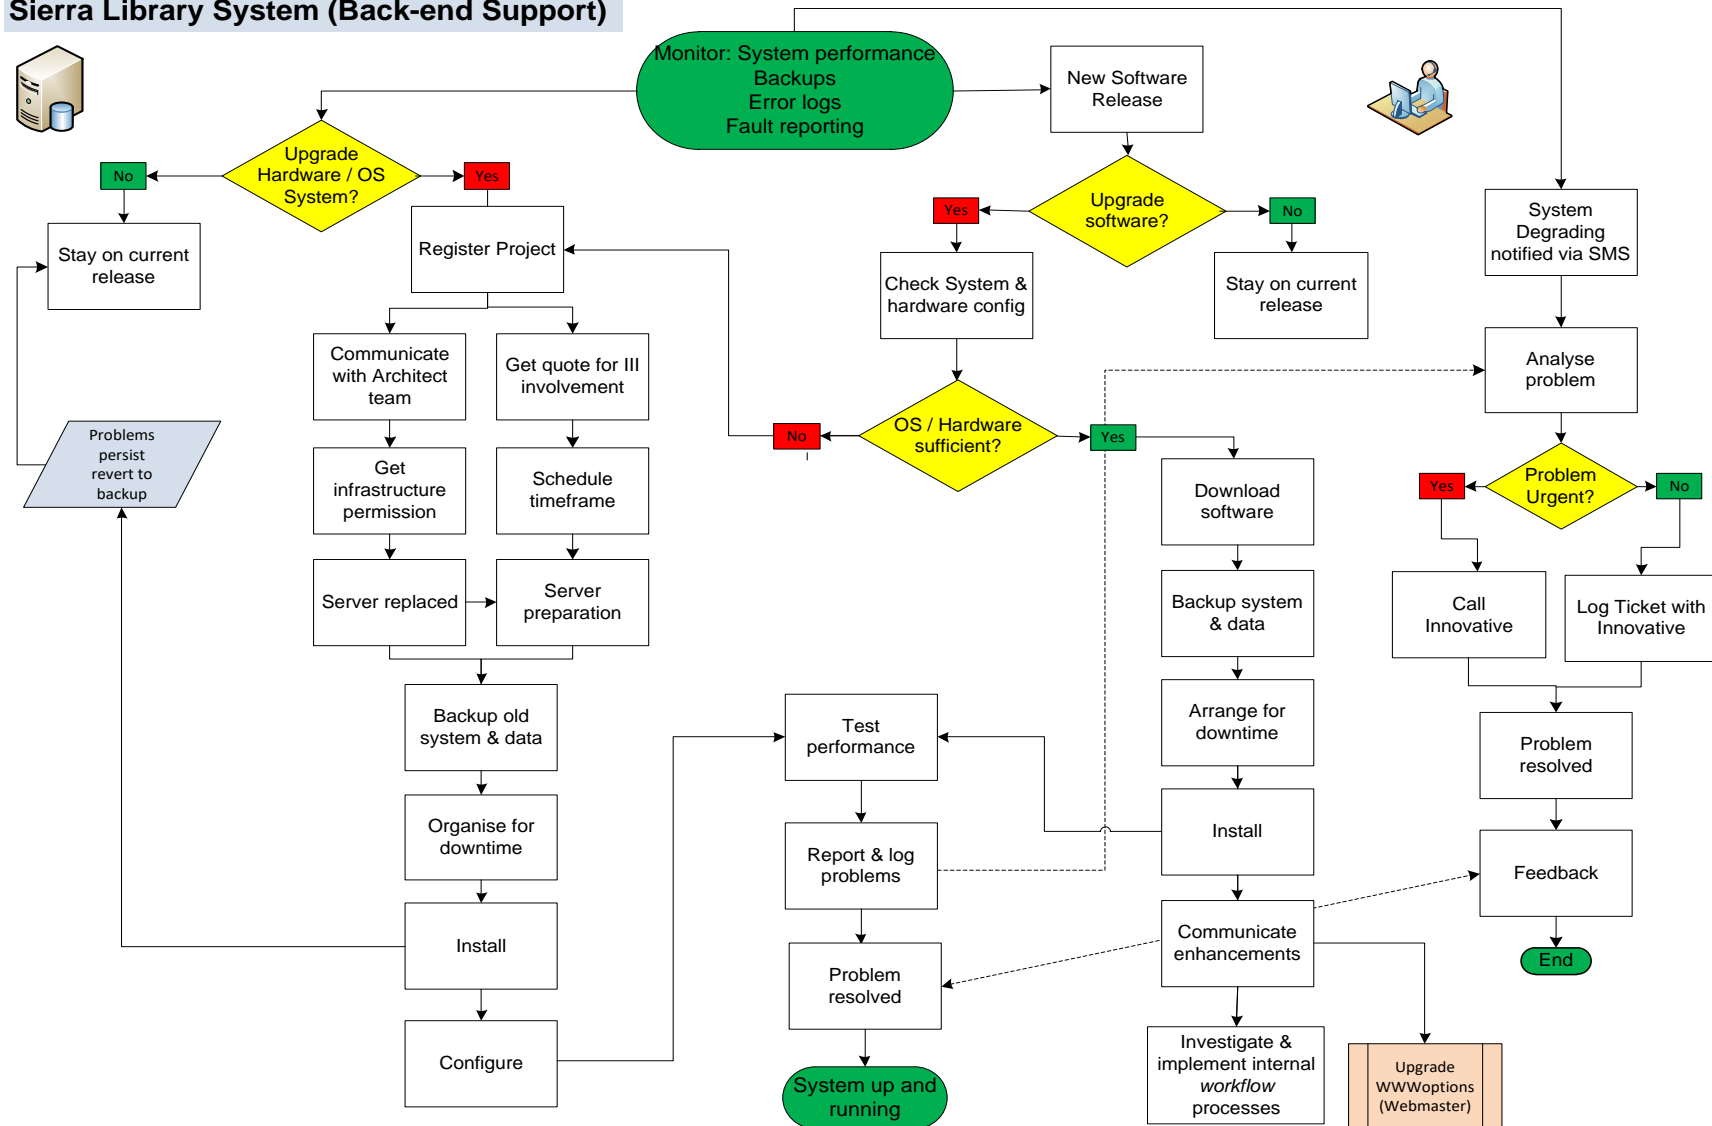 Sierra Library System (Back-end Support)
Monitor: System performance
Backups
Error logs
Fault reporting
New Software
Release
Upgrade
Hardware / OS
System?
No
Yes
Stay on current
release
Register Project
Upgrade
software?
Yes
No
Check System &
hardware config
Stay on current
release
System
Degrading
notified via SMS
Communicate
with Architect
team
Get quote for III
involvement
Analyse
problem
Problems
persist
revert to
backup
OS / Hardware
sufficient?
No
Yes
Get
infrastructure
permission
Schedule
timeframe
Download
software
Problem
Urgent?
Yes
No
Server replaced
Server
preparation
Backup system
& data
Call
Innovative
Log Ticket with
Innovative
Backup old
system & data
Test
performance
Arrange for
downtime
Problem
resolved
Organise for
downtime
Report & log
problems
Install
Feedback
Install
Problem
resolved
Communicate
enhancements
End
Configure
System up and
running
Investigate &
implement internal
workflow
processes
Upgrade
WWWoptions
(Webmaster)